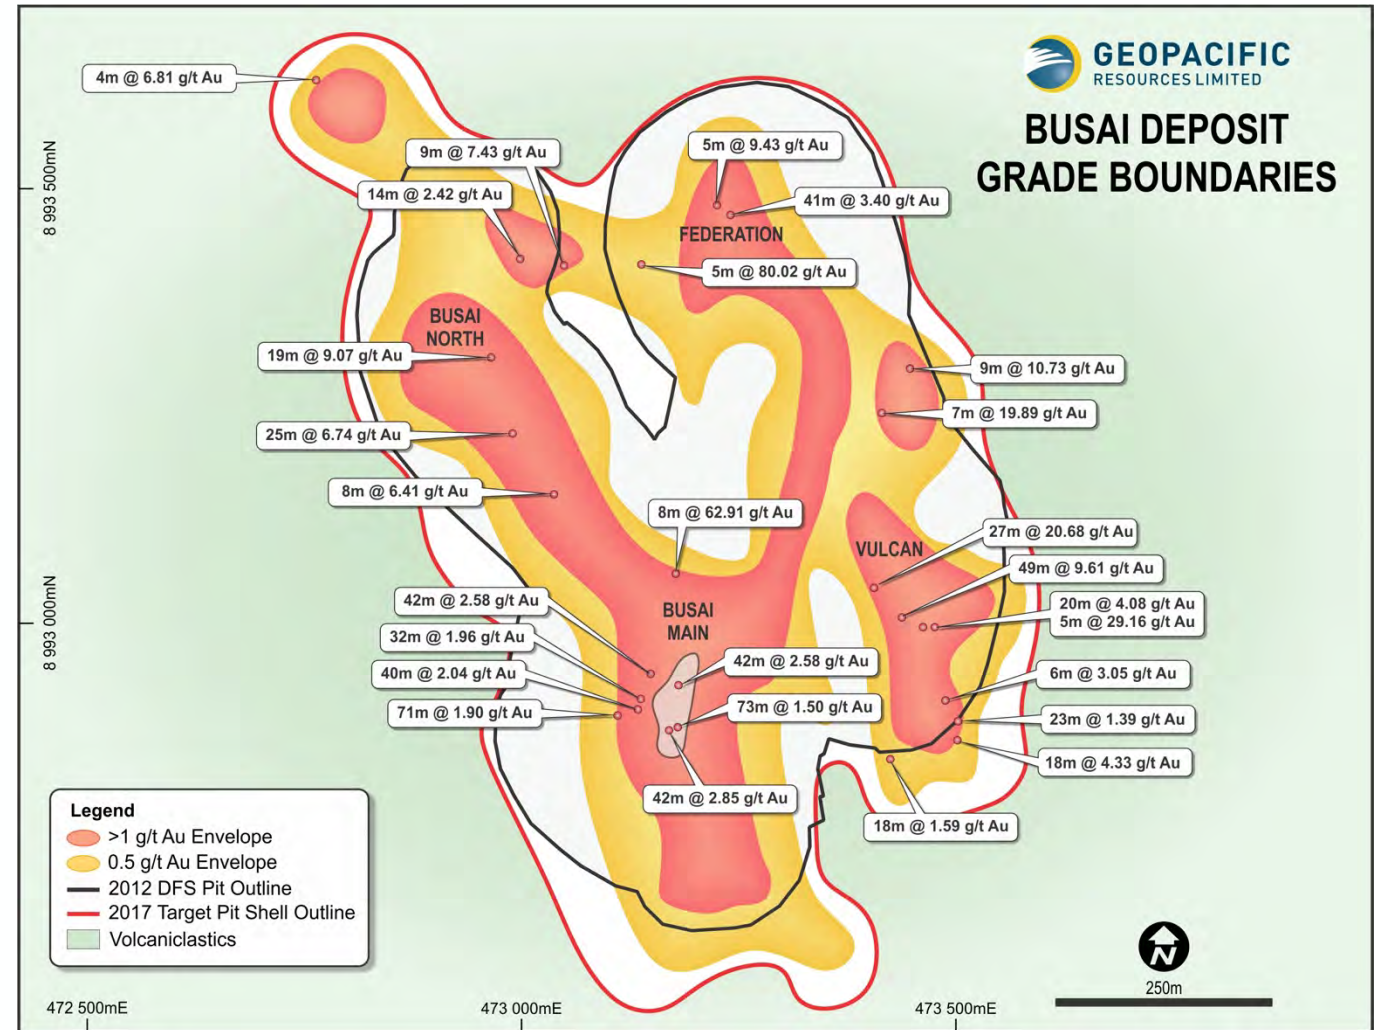 GEOPACIFIC
RESOURCES LIMITED
BUSAI DEPOSIT
GRADE BOUNDARIES
4m @ 6.81 g/t Au
9m @ 7.43 g/t Au
14m @ 2.42 g/t Au
5m @ 9.43 g/t Au
41m @ 3.40 g/t Au
FEDERATION
5m @ 80.02 g/t Au
BUSAI
NORTH
19m @ 9.07 g/t Au
9m @ 10.73 g/t Au
7m @ 19.89 g/t Au
25m @ 6.74 g/t Au
8m @ 6.41 g/t Au
8m @ 62.91 g/t Au
27m @ 20.68 g/t Au
VULCAN
49m @ 9.61 g/t Au
20m @ 4.08 g/t Au
5m @ 29.16 g/t Au
42m @ 2.58 g/t Au
BUSAI
MAIN
32m @ 1.96 g/t Au
40m @ 2.04 g/t Au
71m @ 1.90 g/t Au
42m @ 2.58 g/t Au
73m @ 1.50 g/t Au
42m @ 2.85 g/t Au
6m @ 3.05 g/t Au
23m @ 1.39 g/t Au
18m @ 4.33 g/t Au
18m @ 1.59 g/t Au
8 993 500mN
8 993 000mN
Legend
>1 g/t Au Envelope
0.5 g/t Au Envelope
2012 DFS Pit Outline
2017 Target Pit Shell Outline
Volcaniclastics
N
250m
472 500mE
473 000mE
473 500mE